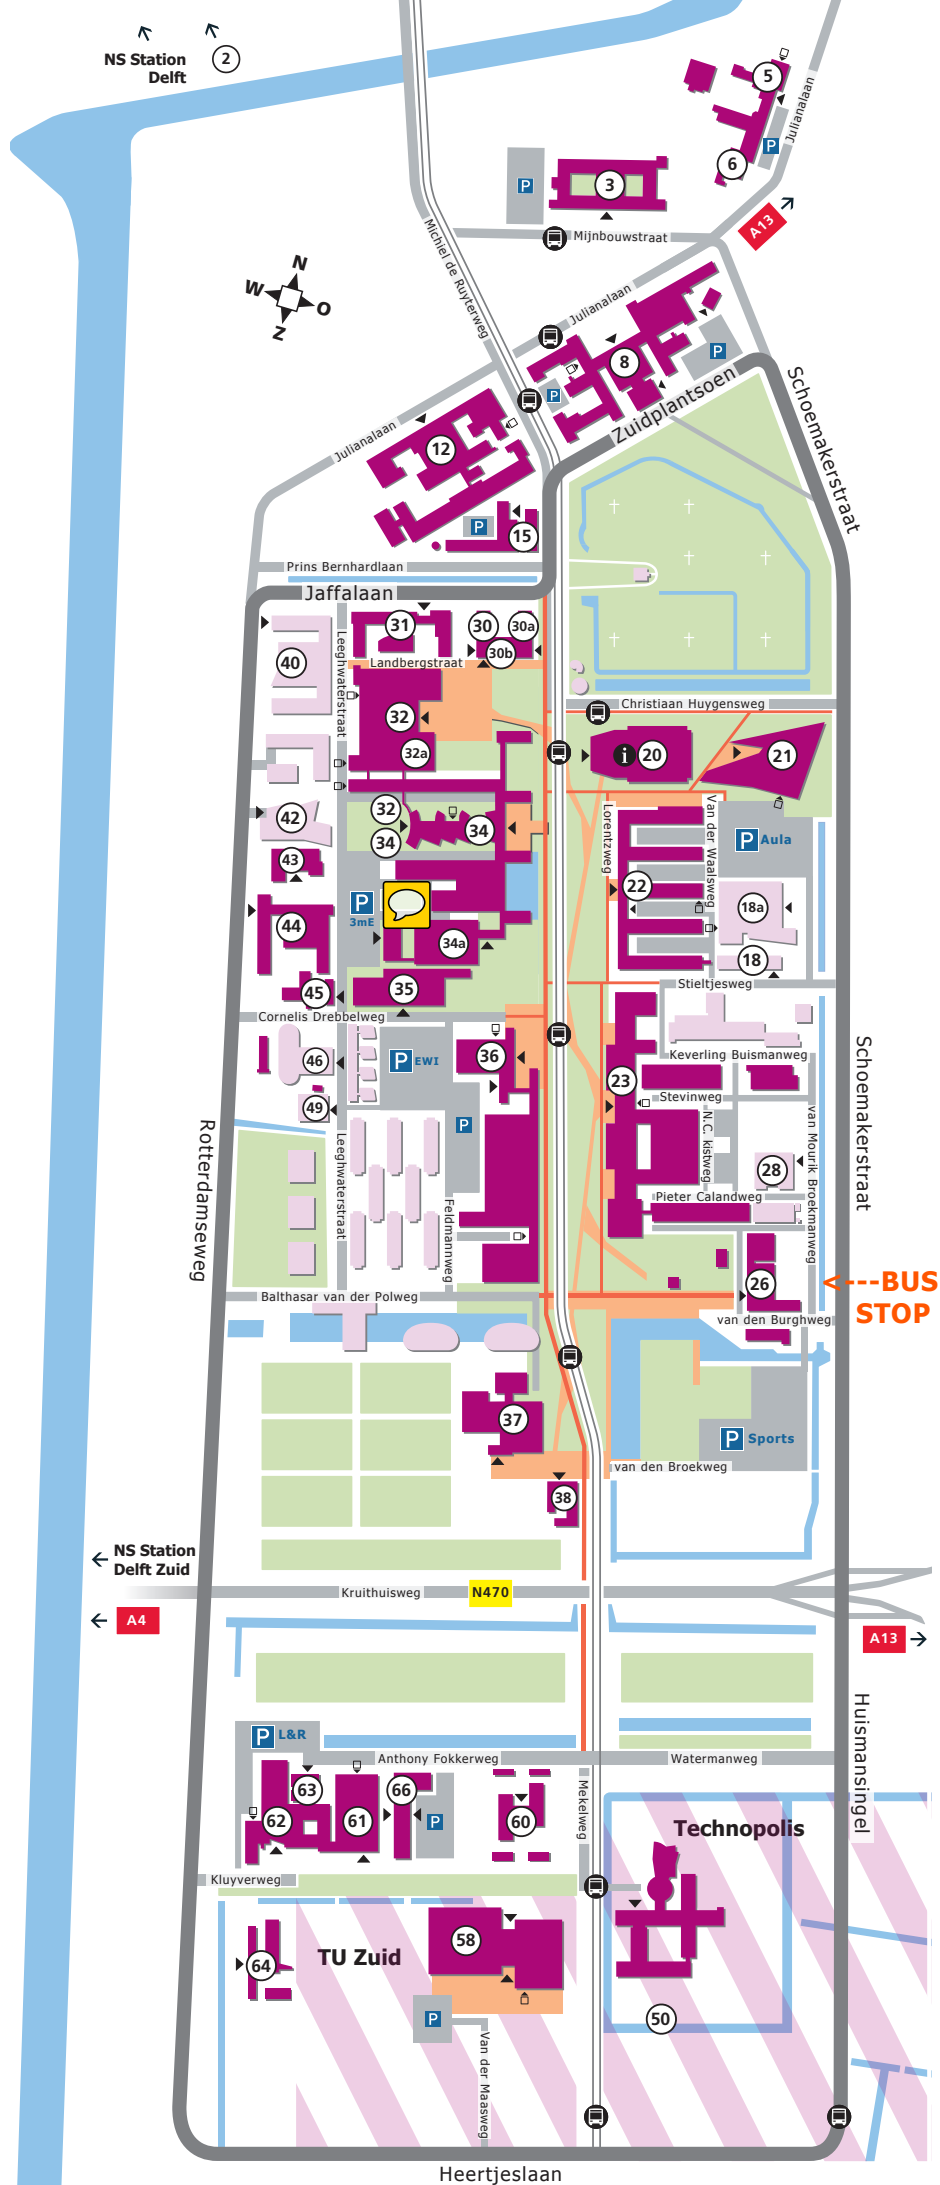 NS Station
Delft
2
5
Julianalaan
P
6
3
P
A13
Mijnbouwstraat
Michiel de Ruyterweg
N
W
O
Z
Julianalaan
8
P
P
Zuidplantsoen
Schoemakerstraat
Julianalaan
12
P
15
Prins Bernhardlaan
Jaffalaan
31
30
30a
30b
40
Leeghwaterstraat
Landbergstraat
Christiaan Huygensweg
32
32a
i
20
21
32
34
34
42
43
Lorentzweg
Van der Waalsweg
P Aula
22
18a
18
P
3mE
44
34a
45
35
Stieltjesweg
Cornelis Drebbelweg
46
P EWI
36
Keverling Buismanweg
23
Stevinweg
49
P
N.C. kistweg
van Mourik Broekmanweg
28
Schoemakerstraat
Rotterdamseweg
Leeghwaterstraat
Feldmannweg
Pieter Calandweg
26
<---BUS
STOP
Balthasar van der Polweg
van den Burghweg
37
P Sports
van den Broekweg
38
NS Station
Delft Zuid
Kruithuisweg
N470
A4
A13
Huismansingel
P L&R
Anthony Fokkerweg
Watermanweg
63
66
62
61
P
60
Mekelweg
Technopolis
Kluyverweg
58
TU Zuid
64
50
P
Van der Maasweg
Heertjeslaan